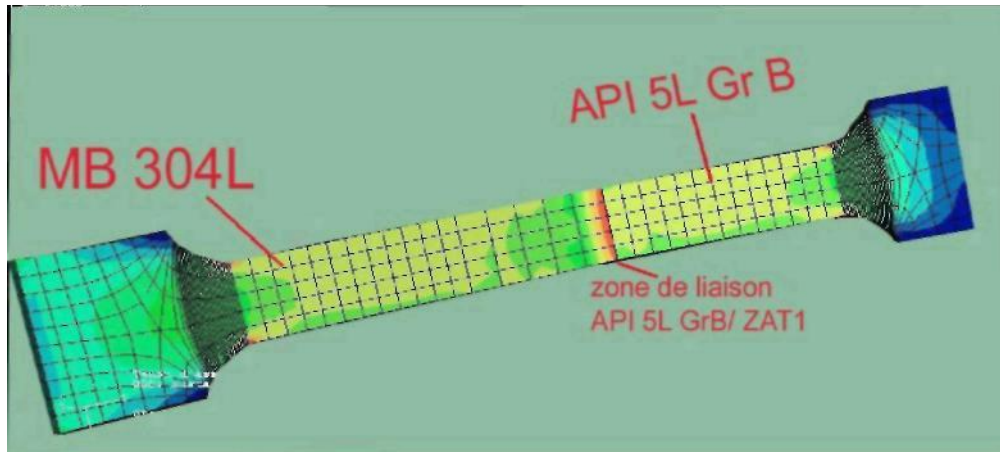 API 5L Gr B
MB 304L
zone de liaison
API 5L GrB/ ZAT1